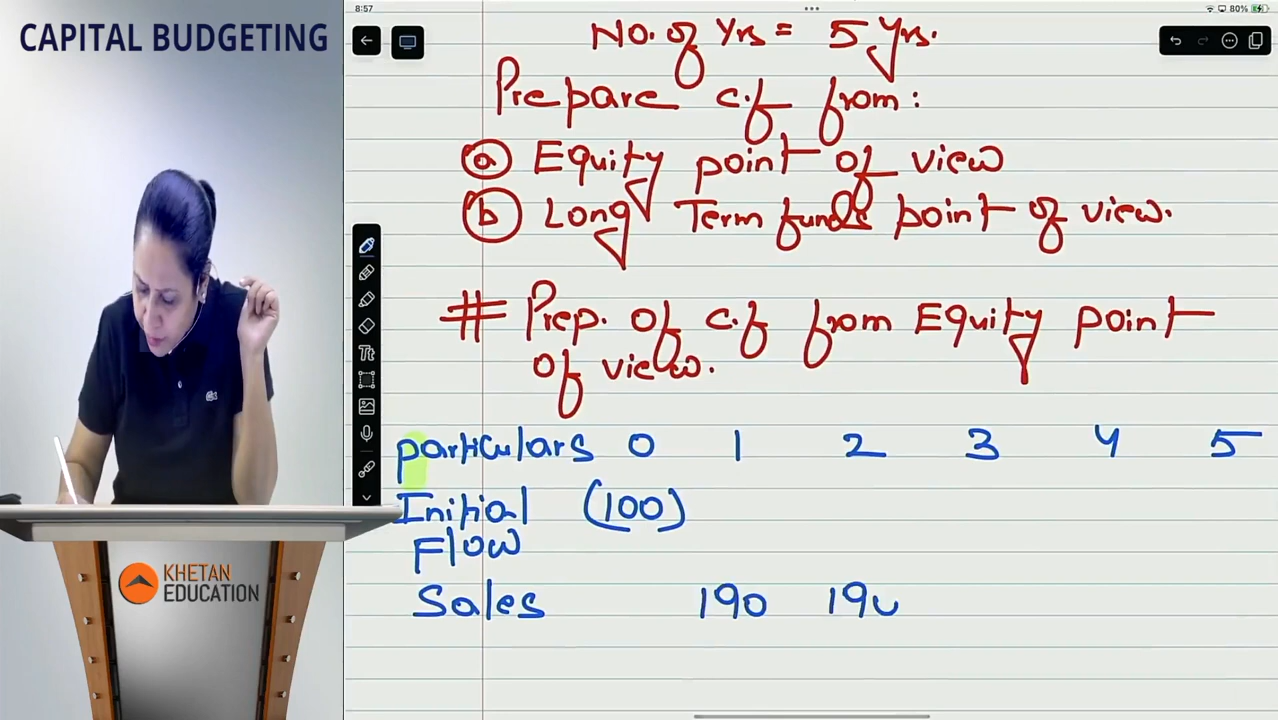 8:57
80%
CAPITAL BUDGETING
No. of Yrs = 5 Yrs.
Prepare c.f from:
(a) Equity point of view
(b) Long Term funds point of view.
# Prep. of c.f from Equity point
of view.
particulars 0 1 2 3 4 5
Initial (100)
Flow
Sales 190 190
Tt
KHETAN
EDUCATION